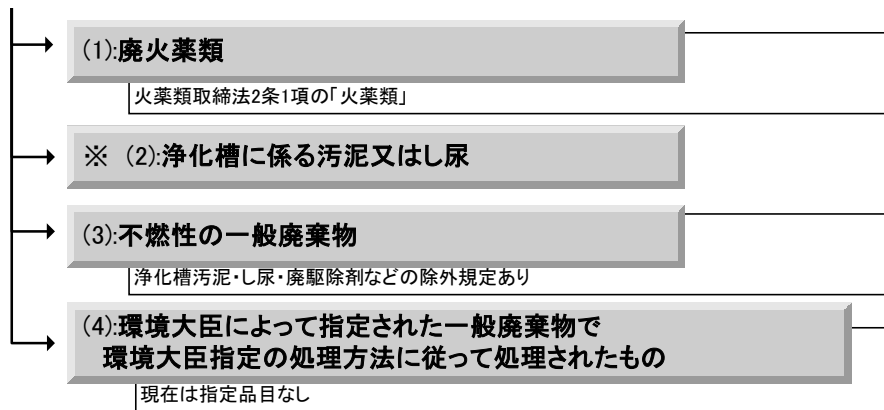 (1):廃火薬類
火薬類取締法2条1項の「火薬類」
※ (2):浄化槽に係る汚泥又はし尿
(3):不燃性の一般廃棄物
浄化槽汚泥・し尿・廃駆除剤などの除外規定あり
(4):環境大臣によって指定された一般廃棄物で
環境大臣指定の処理方法に従って処理されたもの
現在は指定品目なし